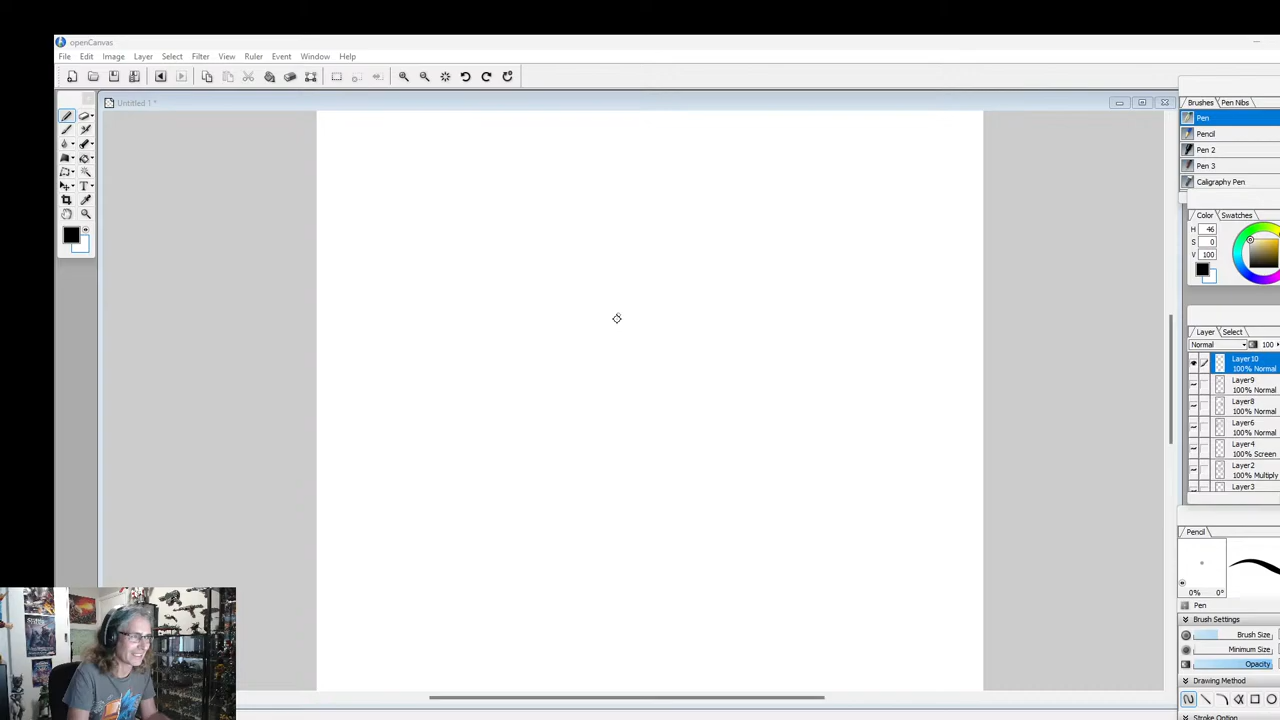 openCanvas
File Edit Image Layer Select Filter View Ruler Event Window Help
Untitled 1 *
Brushes Pen Nibs
Pen
Pencil
Pen 2
Pen 3
Caligraphy Pen
Color Swatches
H 46
S 0
V 100
Layer Select
Normal 100
Layer10
100% Normal
Layer9
100% Normal
Layer8
100% Normal
Layer6
100% Normal
Layer4
100% Screen
Layer2
100% Multiply
Layer3
Pencil
0% 0°
Pen
Brush Settings
Brush Size
Minimum Size
Opacity
Drawing Method
Stroke Option